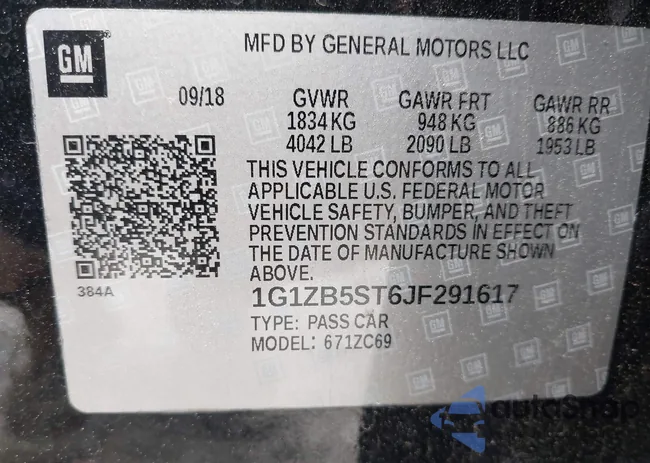 GM
MFD BY GENERAL MOTORS LLC
09/18 GVWR GAWR FRT GAWR RR
1834 KG 948 KG 886 KG
4042 LB 2090 LB 1953 LB
THIS VEHICLE CONFORMS TO ALL
APPLICABLE U.S. FEDERAL MOTOR
VEHICLE SAFETY, BUMPER, AND THEFT
PREVENTION STANDARDS IN EFFECT ON
THE DATE OF MANUFACTURE SHOWN
ABOVE.
384A
1G1ZB5ST6JF291617
TYPE: PASS CAR
MODEL: 671ZC69
autoShop